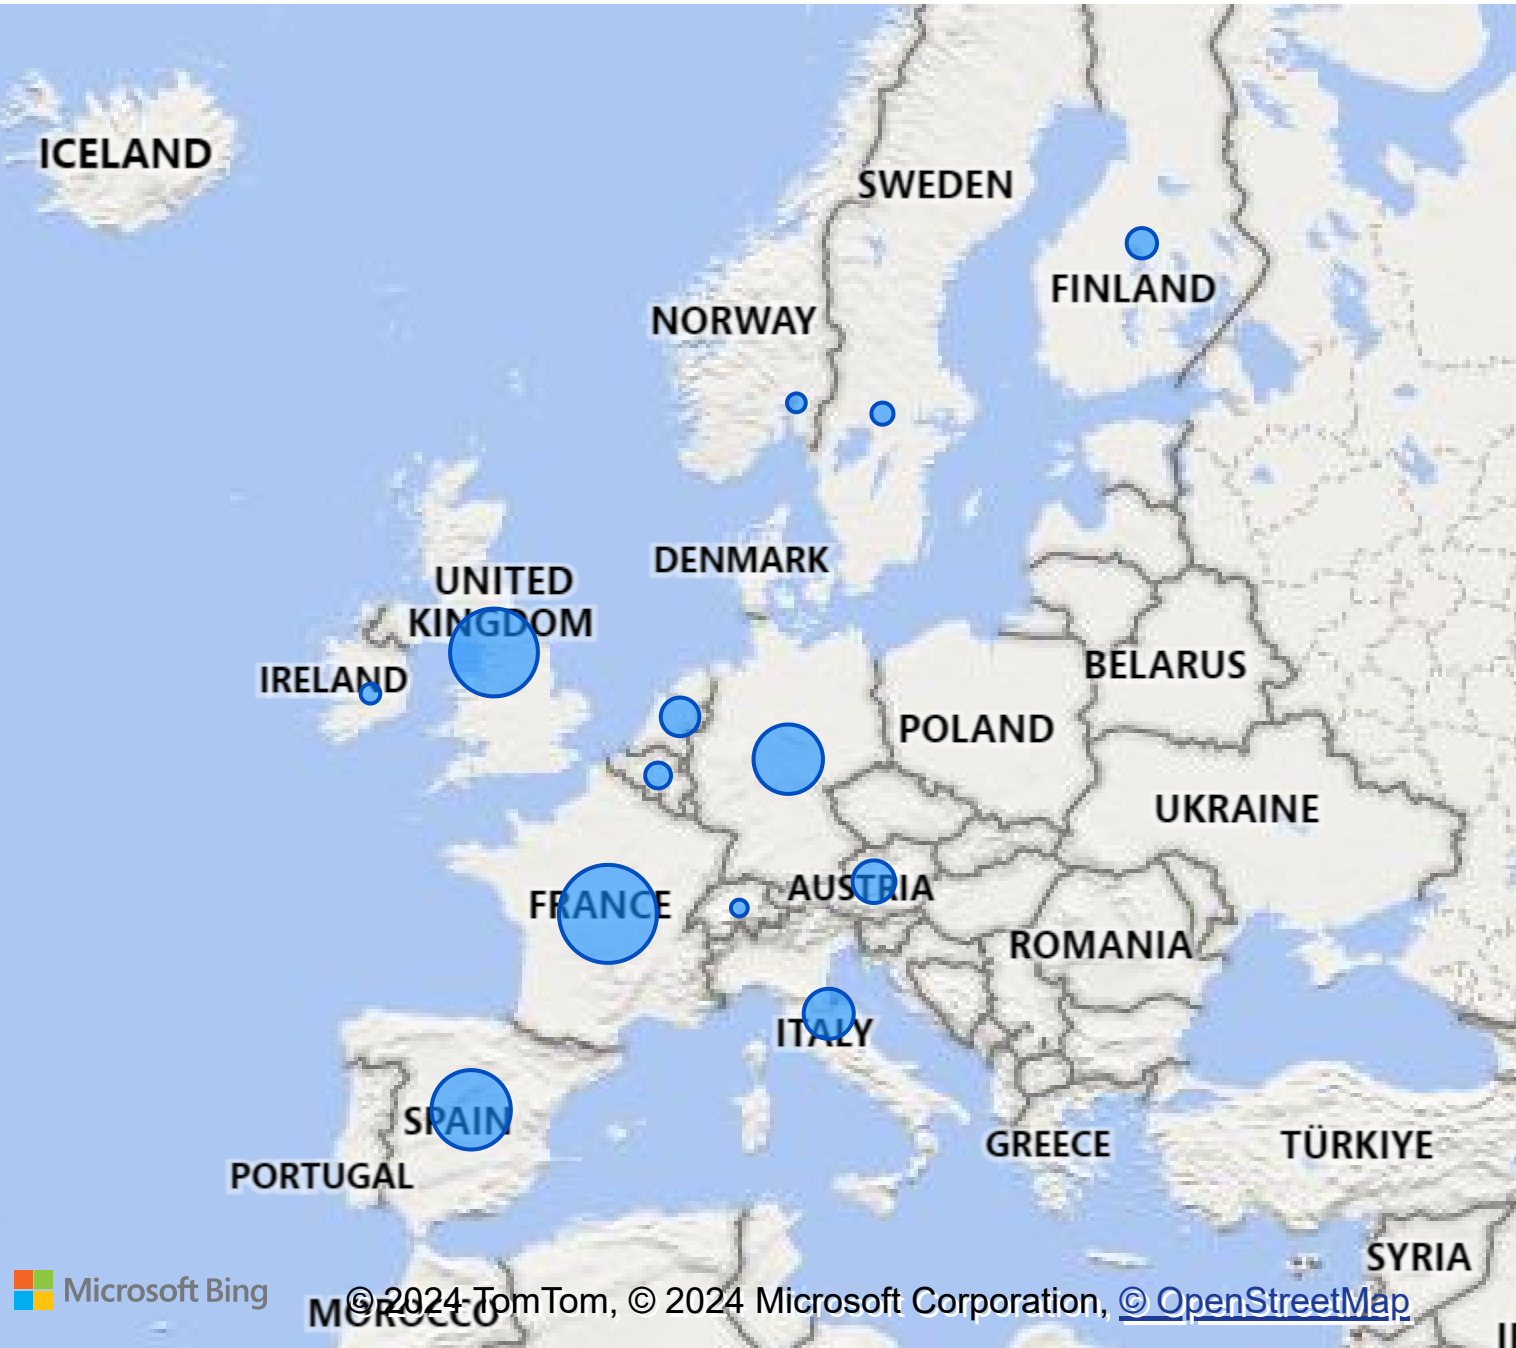 ICELAND
SWEDEN
FINLAND
NORWAY
DENMARK
UNITED
KINGDOM
IRELAND
BELARUS
POLAND
UKRAINE
FRANCE
AUSTRIA
ROMANIA
ITALY
SPAIN
GREECE
TÜRKIYE
PORTUGAL
SYRIA
Microsoft Bing
© 2024 TomTom, © 2024 Microsoft Corporation, © OpenStreetMap
MOROCCO